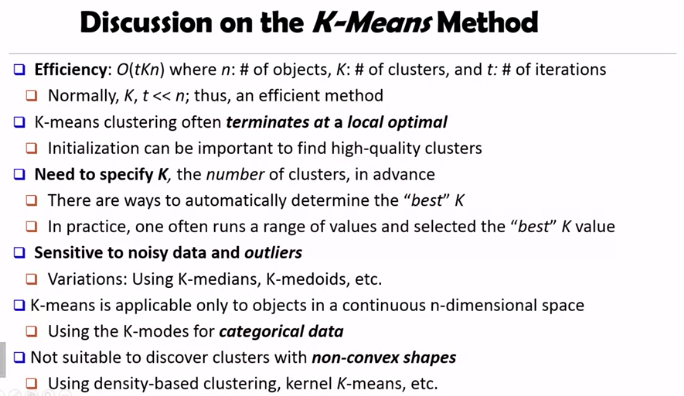 Discussion on the K-Means Method
Efficiency: O(tKn) where n: # of objects, K: # of clusters, and t: # of iterations
Normally, K, t << n; thus, an efficient method
K-means clustering often terminates at a local optimal
Initialization can be important to find high-quality clusters
Need to specify K, the number of clusters, in advance
There are ways to automatically determine the “best” K
In practice, one often runs a range of values and selected the “best” K value
Sensitive to noisy data and outliers
Variations: Using K-medians, K-medoids, etc.
K-means is applicable only to objects in a continuous n-dimensional space
Using the K-modes for categorical data
Not suitable to discover clusters with non-convex shapes
Using density-based clustering, kernel K-means, etc.